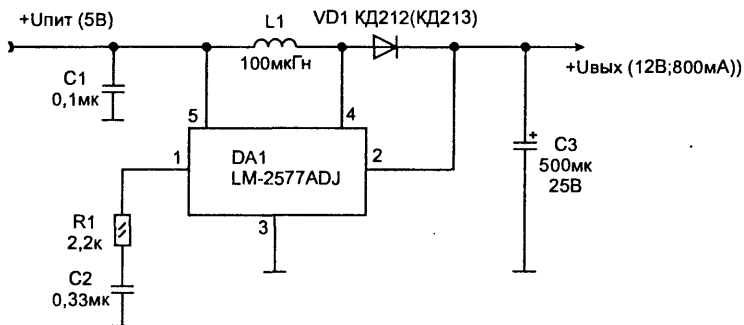 +Uпит (5В)
L1
100мкГн
VD1 КД212(КД213)
+Uвых (12В;800мА))
C1
0,1мк
5
4
1
DA1
LM-2577ADJ
2
3
C3
+
500мк
25В
R1
2,2к
C2
0,33мк